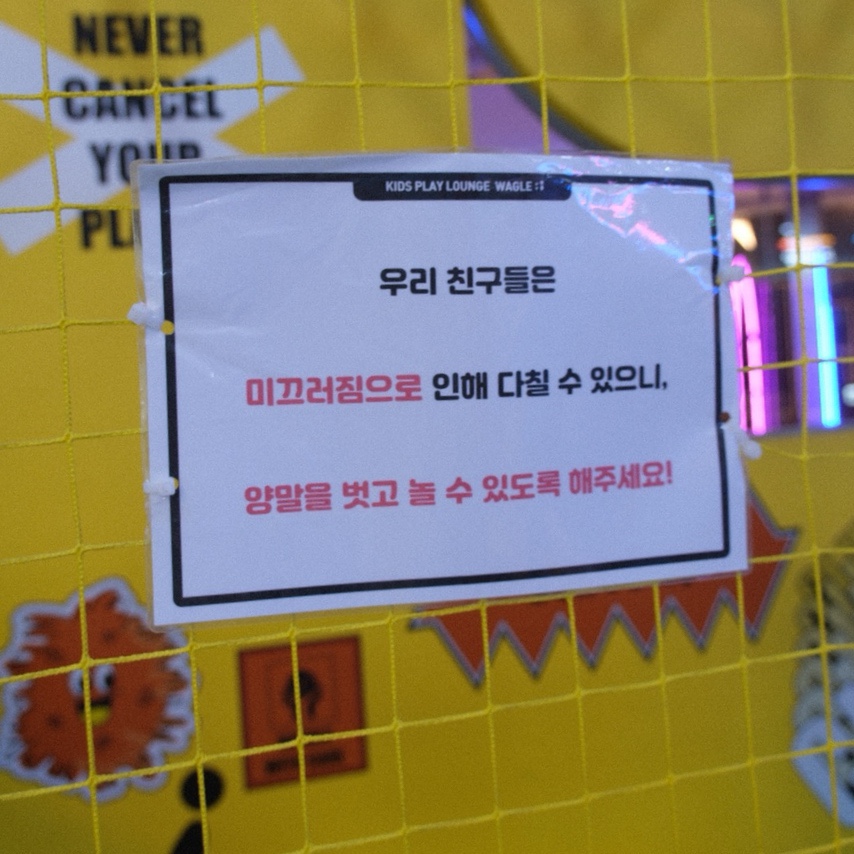 NEVER
CANCEL
YOUR
KIDS PLAY LOUNGE WAGLE
우리 친구들은
미끄러짐으로 인해 다칠 수 있으니,
양말을 벗고 놀 수 있도록 해주세요!